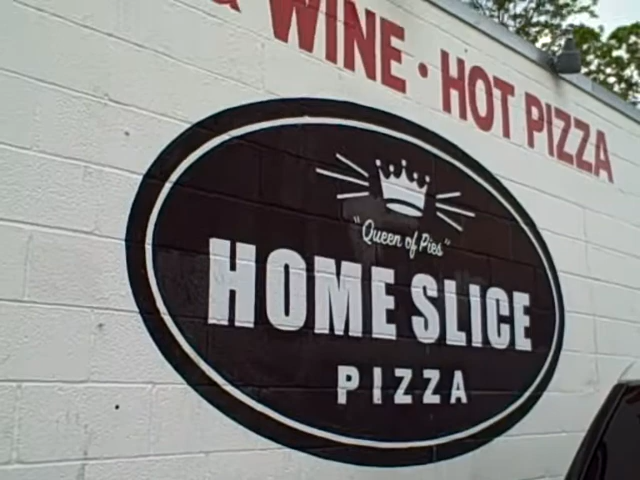 & WINE · HOT PIZZA
"Queen of Pies"
HOME SLICE
PIZZA